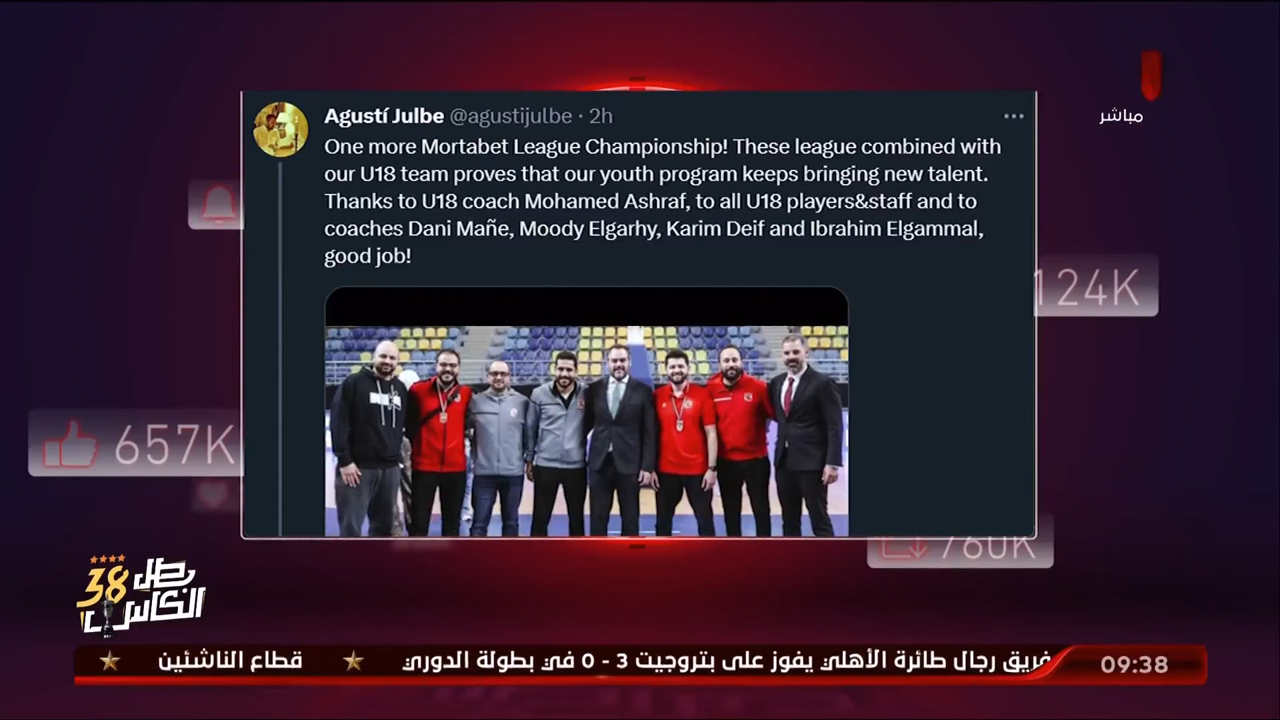 Agustí Julbe @agustijulbe · 2h
One more Mortabet League Championship! These league combined with
our U18 team proves that our youth program keeps bringing new talent.
Thanks to U18 coach Mohamed Ashraf, to all U18 players&staff and to
coaches Dani Mañe, Moody Elgarhy, Karim Deif and Ibrahim Elgammal,
good job!
مباشر
124K
657K
760K
بطل
الكاس
38
فريق رجال طائرة الأهلي يفوز على بتروجيت 3 - 0 في بطولة الدوري
قطاع الناشئين
09:38